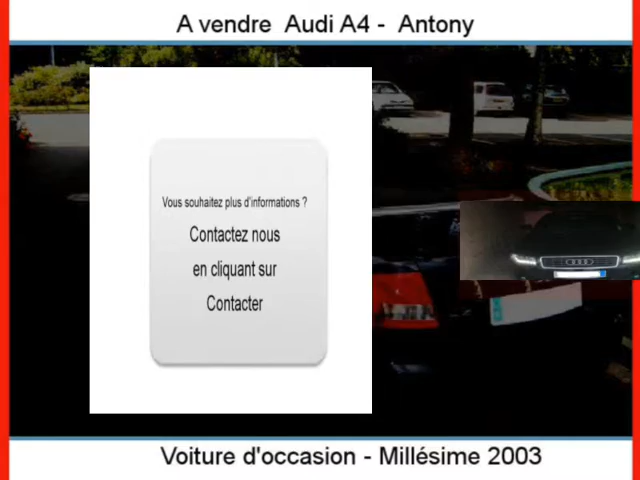 A vendre Audi A4 - Antony
Vous souhaitez plus d'informations ?
Contactez nous
en cliquant sur
Contacter
Voiture d'occasion - Millésime 2003